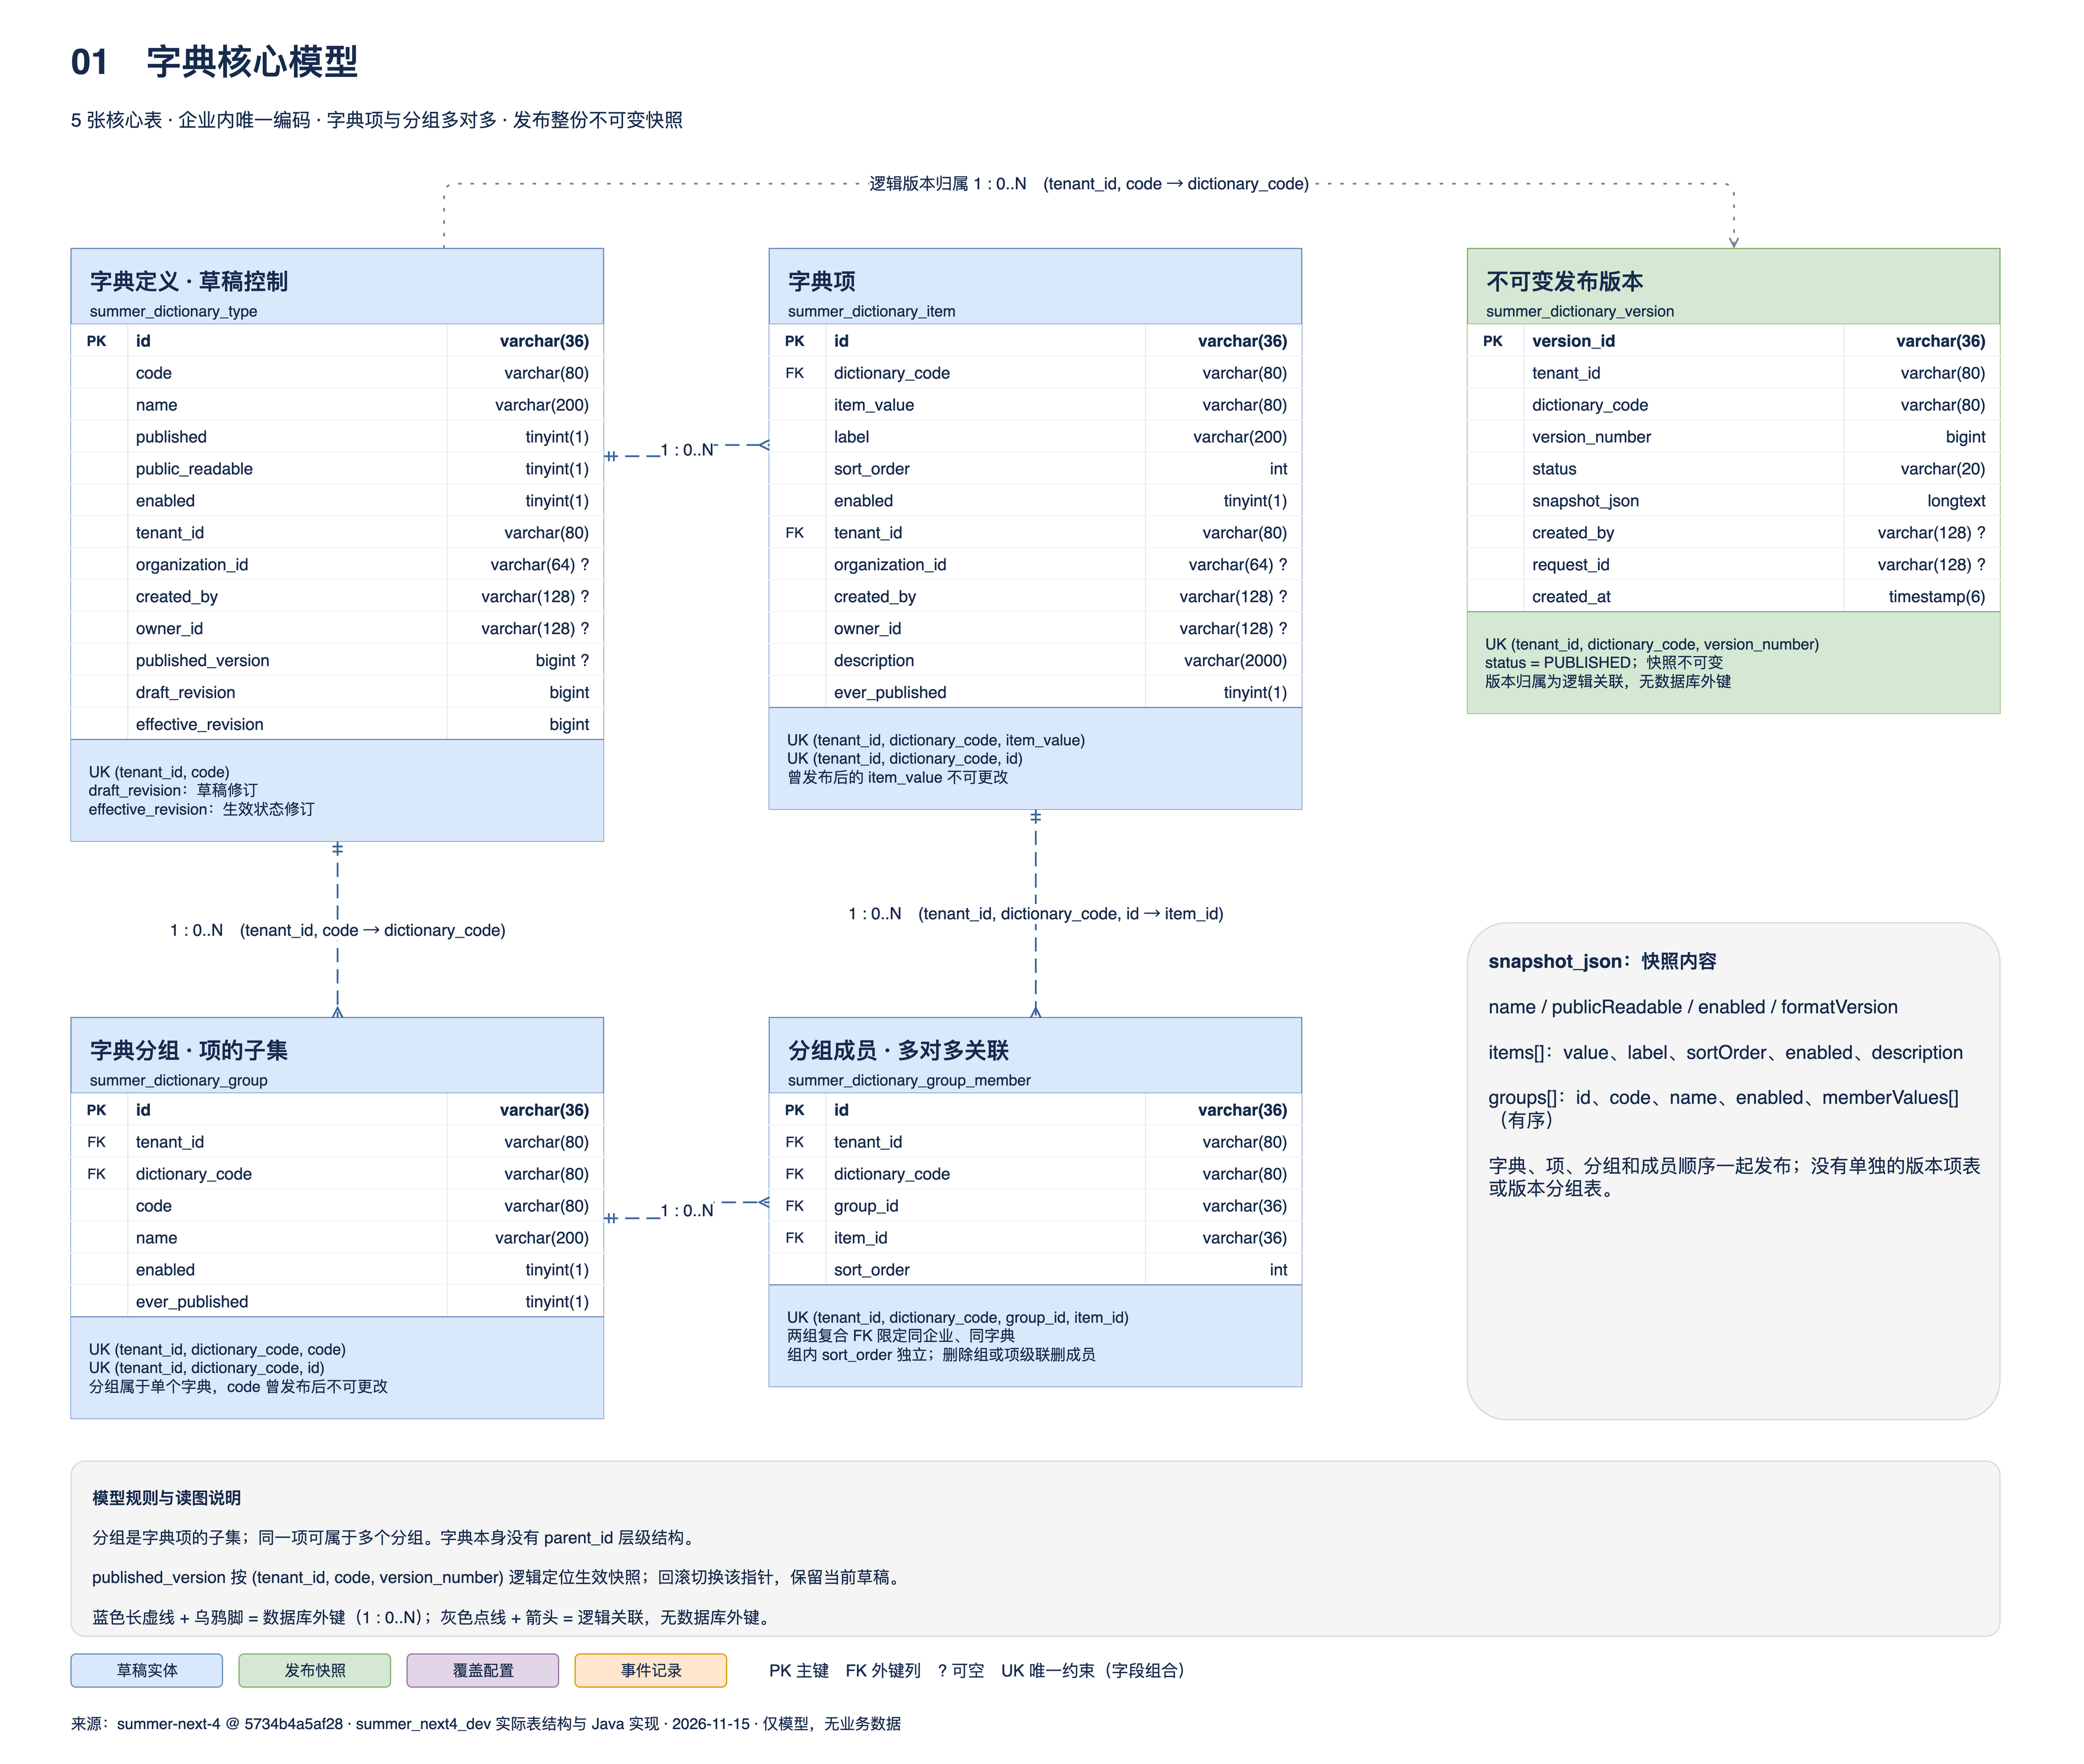 01 字典核心模型
5 张核心表 · 企业内唯一编码 · 字典项与分组多对多 · 发布整份不可变快照
逻辑版本归属 1 : 0..N (tenant_id, code → dictionary_code)
字典定义 · 草稿控制
summer_dictionary_type
PK id varchar(36)
code varchar(80)
name varchar(200)
published tinyint(1)
public_readable tinyint(1)
enabled tinyint(1)
tenant_id varchar(80)
organization_id varchar(64) ?
created_by varchar(128) ?
owner_id varchar(128) ?
published_version bigint ?
draft_revision bigint
effective_revision bigint
UK (tenant_id, code)
draft_revision：草稿修订
effective_revision：生效状态修订
1 : 0..N
字典项
summer_dictionary_item
PK id varchar(36)
FK dictionary_code varchar(80)
item_value varchar(80)
label varchar(200)
sort_order int
enabled tinyint(1)
FK tenant_id varchar(80)
organization_id varchar(64) ?
created_by varchar(128) ?
owner_id varchar(128) ?
description varchar(2000)
ever_published tinyint(1)
UK (tenant_id, dictionary_code, item_value)
UK (tenant_id, dictionary_code, id)
曾发布后的 item_value 不可更改
不可变发布版本
summer_dictionary_version
PK version_id varchar(36)
tenant_id varchar(80)
dictionary_code varchar(80)
version_number bigint
status varchar(20)
snapshot_json longtext
created_by varchar(128) ?
request_id varchar(128) ?
created_at timestamp(6)
UK (tenant_id, dictionary_code, version_number)
status = PUBLISHED；快照不可变
版本归属为逻辑关联，无数据库外键
1 : 0..N (tenant_id, code → dictionary_code)
1 : 0..N (tenant_id, dictionary_code, id → item_id)
字典分组 · 项的子集
summer_dictionary_group
PK id varchar(36)
FK tenant_id varchar(80)
FK dictionary_code varchar(80)
code varchar(80)
name varchar(200)
enabled tinyint(1)
ever_published tinyint(1)
UK (tenant_id, dictionary_code, code)
UK (tenant_id, dictionary_code, id)
分组属于单个字典，code 曾发布后不可更改
1 : 0..N
分组成员 · 多对多关联
summer_dictionary_group_member
PK id varchar(36)
FK tenant_id varchar(80)
FK dictionary_code varchar(80)
FK group_id varchar(36)
FK item_id varchar(36)
sort_order int
UK (tenant_id, dictionary_code, group_id, item_id)
两组复合 FK 限定同企业、同字典
组内 sort_order 独立；删除组或项级联删成员
snapshot_json：快照内容
name / publicReadable / enabled / formatVersion
items[]：value、label、sortOrder、enabled、description
groups[]：id、code、name、enabled、memberValues[]
（有序）
字典、项、分组和成员顺序一起发布；没有单独的版本项表
或版本分组表。
模型规则与读图说明
分组是字典项的子集；同一项可属于多个分组。字典本身没有 parent_id 层级结构。
published_version 按 (tenant_id, code, version_number) 逻辑定位生效快照；回滚切换该指针，保留当前草稿。
蓝色长虚线 + 乌鸦脚 = 数据库外键（1 : 0..N）；灰色点线 + 箭头 = 逻辑关联，无数据库外键。
草稿实体 发布快照 覆盖配置 事件记录 PK 主键 FK 外键列 ? 可空 UK 唯一约束（字段组合）
来源：summer-next-4 @ 5734b4a5af28 · summer_next4_dev 实际表结构与 Java 实现 · 2026-11-15 · 仅模型，无业务数据